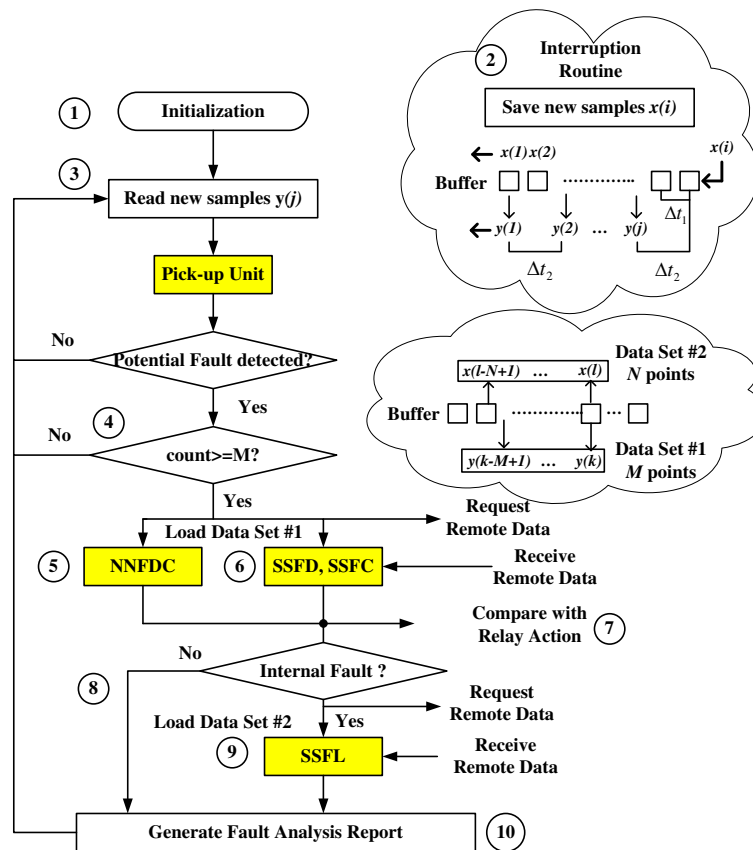 1
Initialization
2
Interruption
Routine
Save new samples x(i)
x(1) x(2)
x(i)
Buffer
..............
Δt1
y(1)
y(2)
...
y(j)
Δt2
Δt2
3
Read new samples y(j)
Pick-up Unit
No
Potential Fault detected?
Yes
x(l-N+1) ... x(l)
Data Set #2
N points
Buffer
.............. ...
y(k-M+1) ... y(k)
Data Set #1
M points
4
No
count>=M?
Yes
Load Data Set #1
Request
Remote Data
5
NNFDC
6
SSFD, SSFC
Receive
Remote Data
Compare with
Relay Action
7
No
Internal Fault ?
8
Load Data Set #2
Yes
Request
Remote Data
9
SSFL
Receive
Remote Data
Generate Fault Analysis Report
10